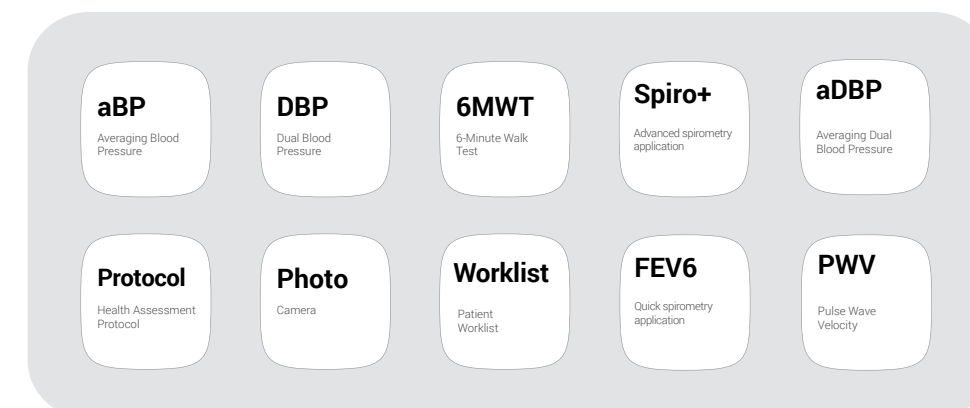 aBP
Averaging Blood
Pressure
DBP
Dual Blood
Pressure
6MWT
6-Minute Walk
Test
Spiro+
Advanced spirometry
application
aDBP
Averaging Dual
Blood Pressure
Protocol
Health Assessment
Protocol
Photo
Camera
Worklist
Patient
Worklist
FEV6
Quick spirometry
application
PWV
Pulse Wave
Velocity